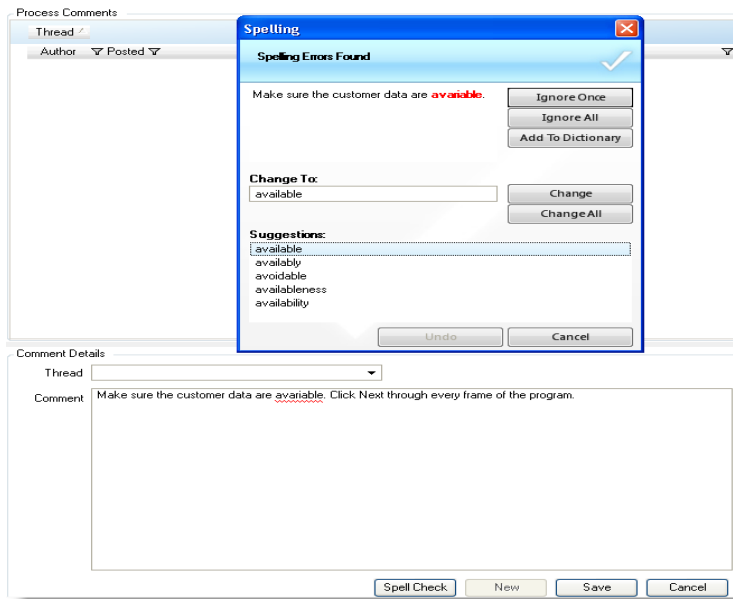 Process Comments
Thread
Author Posted
Spelling
Spelling Errors Found
Make sure the customer data are avariable.
Ignore Once
Ignore All
Add To Dictionary
Change To:
available
Change
Change All
Suggestions:
available
availably
avoidable
availableness
availability
Undo
Cancel
Comment Details
Thread
Comment
Make sure the customer data are avariable. Click Next through every frame of the program.
Spell Check
New
Save
Cancel